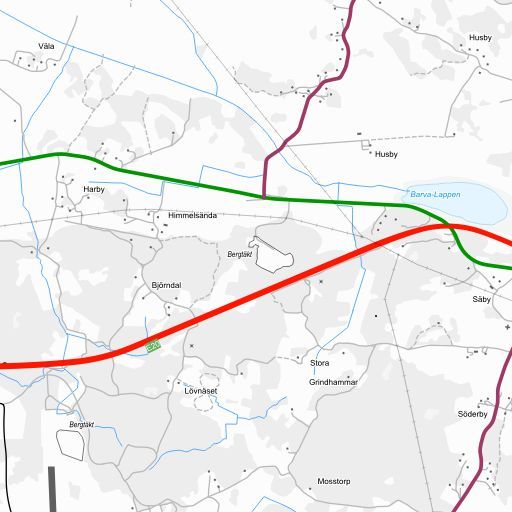 Väla
Husby
Husby
Barva-Lappen
Harby
Himmelsända
Bergtäkt
Björndal
Säby
E20
Stora
Grindhammar
Lövnäset
Söderby
Bergtäkt
Mosstorp